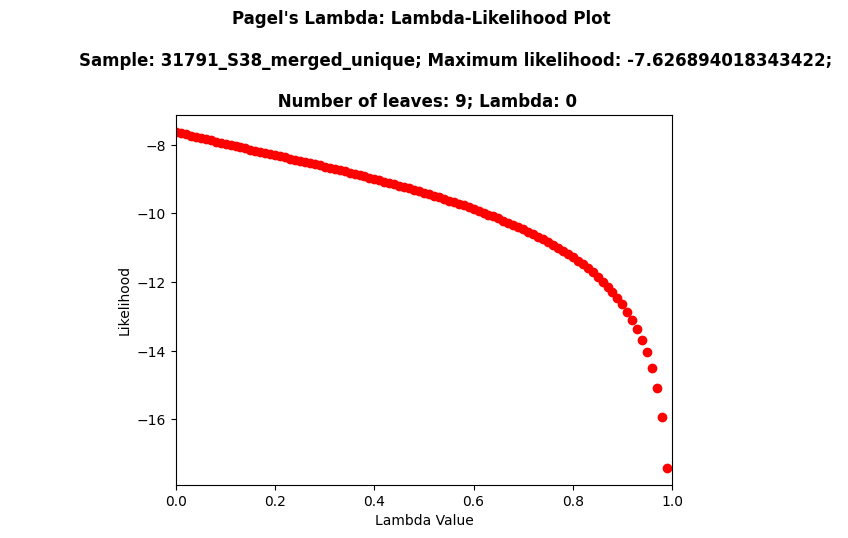 Pagel's Lambda: Lambda-Likelihood Plot
Sample: 31791_S38_merged_unique; Maximum likelihood: -7.626894018343422;
Number of leaves: 9; Lambda: 0
−8
−10
−12
−14
−16
Likelihood
0.0 0.2 0.4 0.6 0.8 1.0
Lambda Value